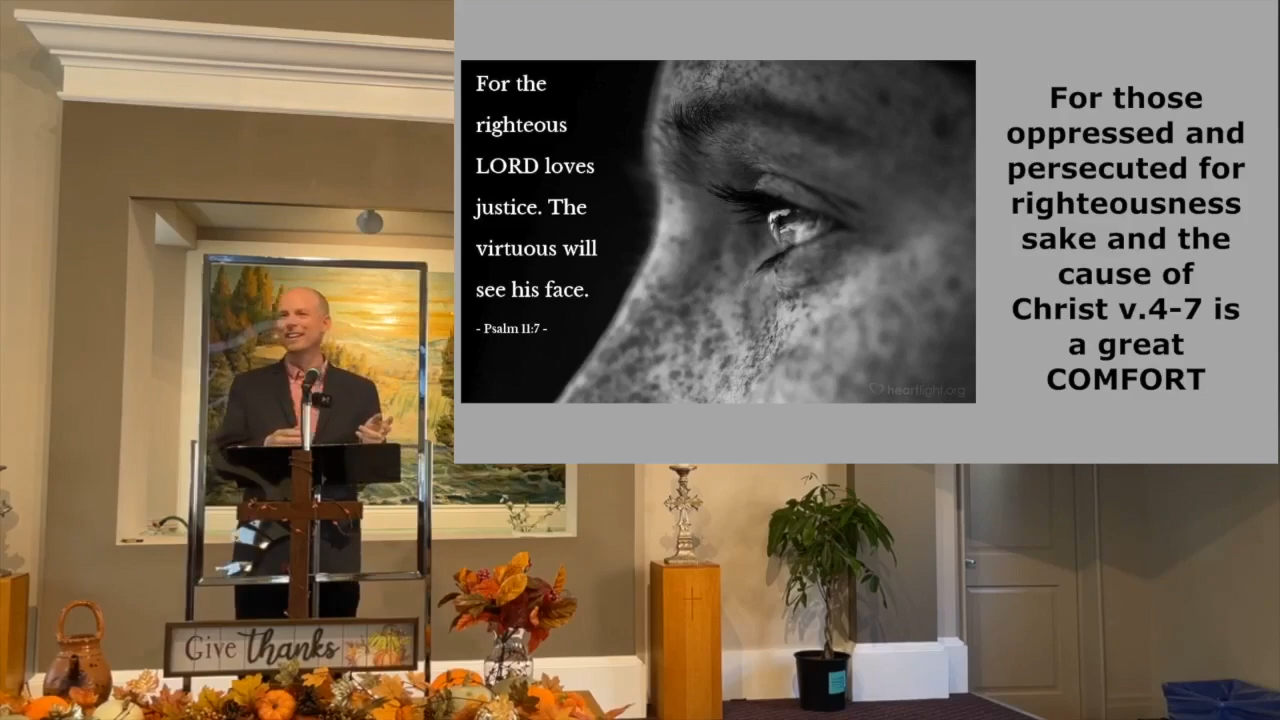 For the
righteous
LORD loves
justice. The
virtuous will
see his face.
- Psalm 11:7 -
heartlight.org
For those
oppressed and
persecuted for
righteousness
sake and the
cause of
Christ v.4-7 is
a great
COMFORT
Give thanks